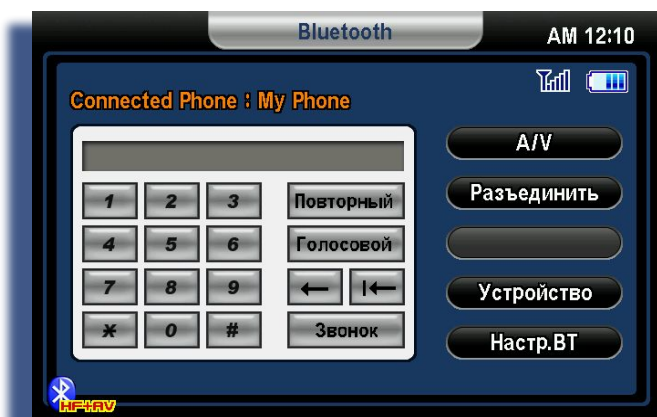 Bluetooth
AM 12:10
Connected Phone : My Phone
A/V
1 2 3 Повторный
Разъединить
4 5 6 Голосовой
7 8 9
Устройство
* 0 # Звонок
Настр.BT
HF+AV